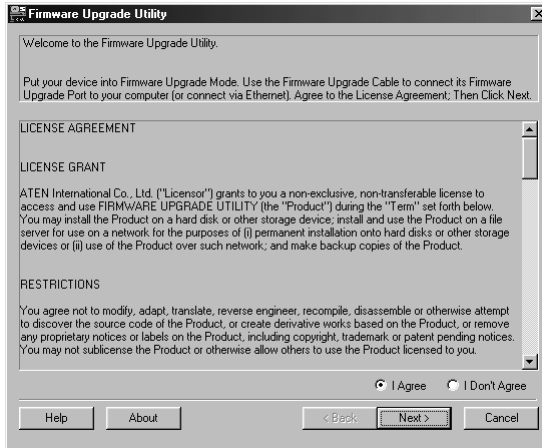 Firmware Upgrade Utility
Welcome to the Firmware Upgrade Utility.
Put your device into Firmware Upgrade Mode. Use the Firmware Upgrade Cable to connect its Firmware
Upgrade Port to your computer (or connect via Ethernet). Agree to the License Agreement; Then Click Next.
LICENSE AGREEMENT
LICENSE GRANT
ATEN International Co., Ltd. ("Licensor") grants to you a non-exclusive, non-transferable license to
access and use FIRMWARE UPGRADE UTILITY (the "Product") during the "Term" set forth below.
You may install the Product on a hard disk or other storage device; install and use the Product on a file
server for use on a network for the purposes of (i) permanent installation onto hard disks or other storage
devices or (ii) use of the Product over such network; and make backup copies of the Product.
RESTRICTIONS
You agree not to modify, adapt, translate, reverse engineer, recompile, disassemble or otherwise attempt
to discover the source code of the Product, or create derivative works based on the Product, or remove
any proprietary notices or labels on the Product, including copyright, trademark or patent pending notices.
You may not sublicense the Product or otherwise allow others to use the Product licensed to you.
I Agree I Don't Agree
Help About < Back Next > Cancel